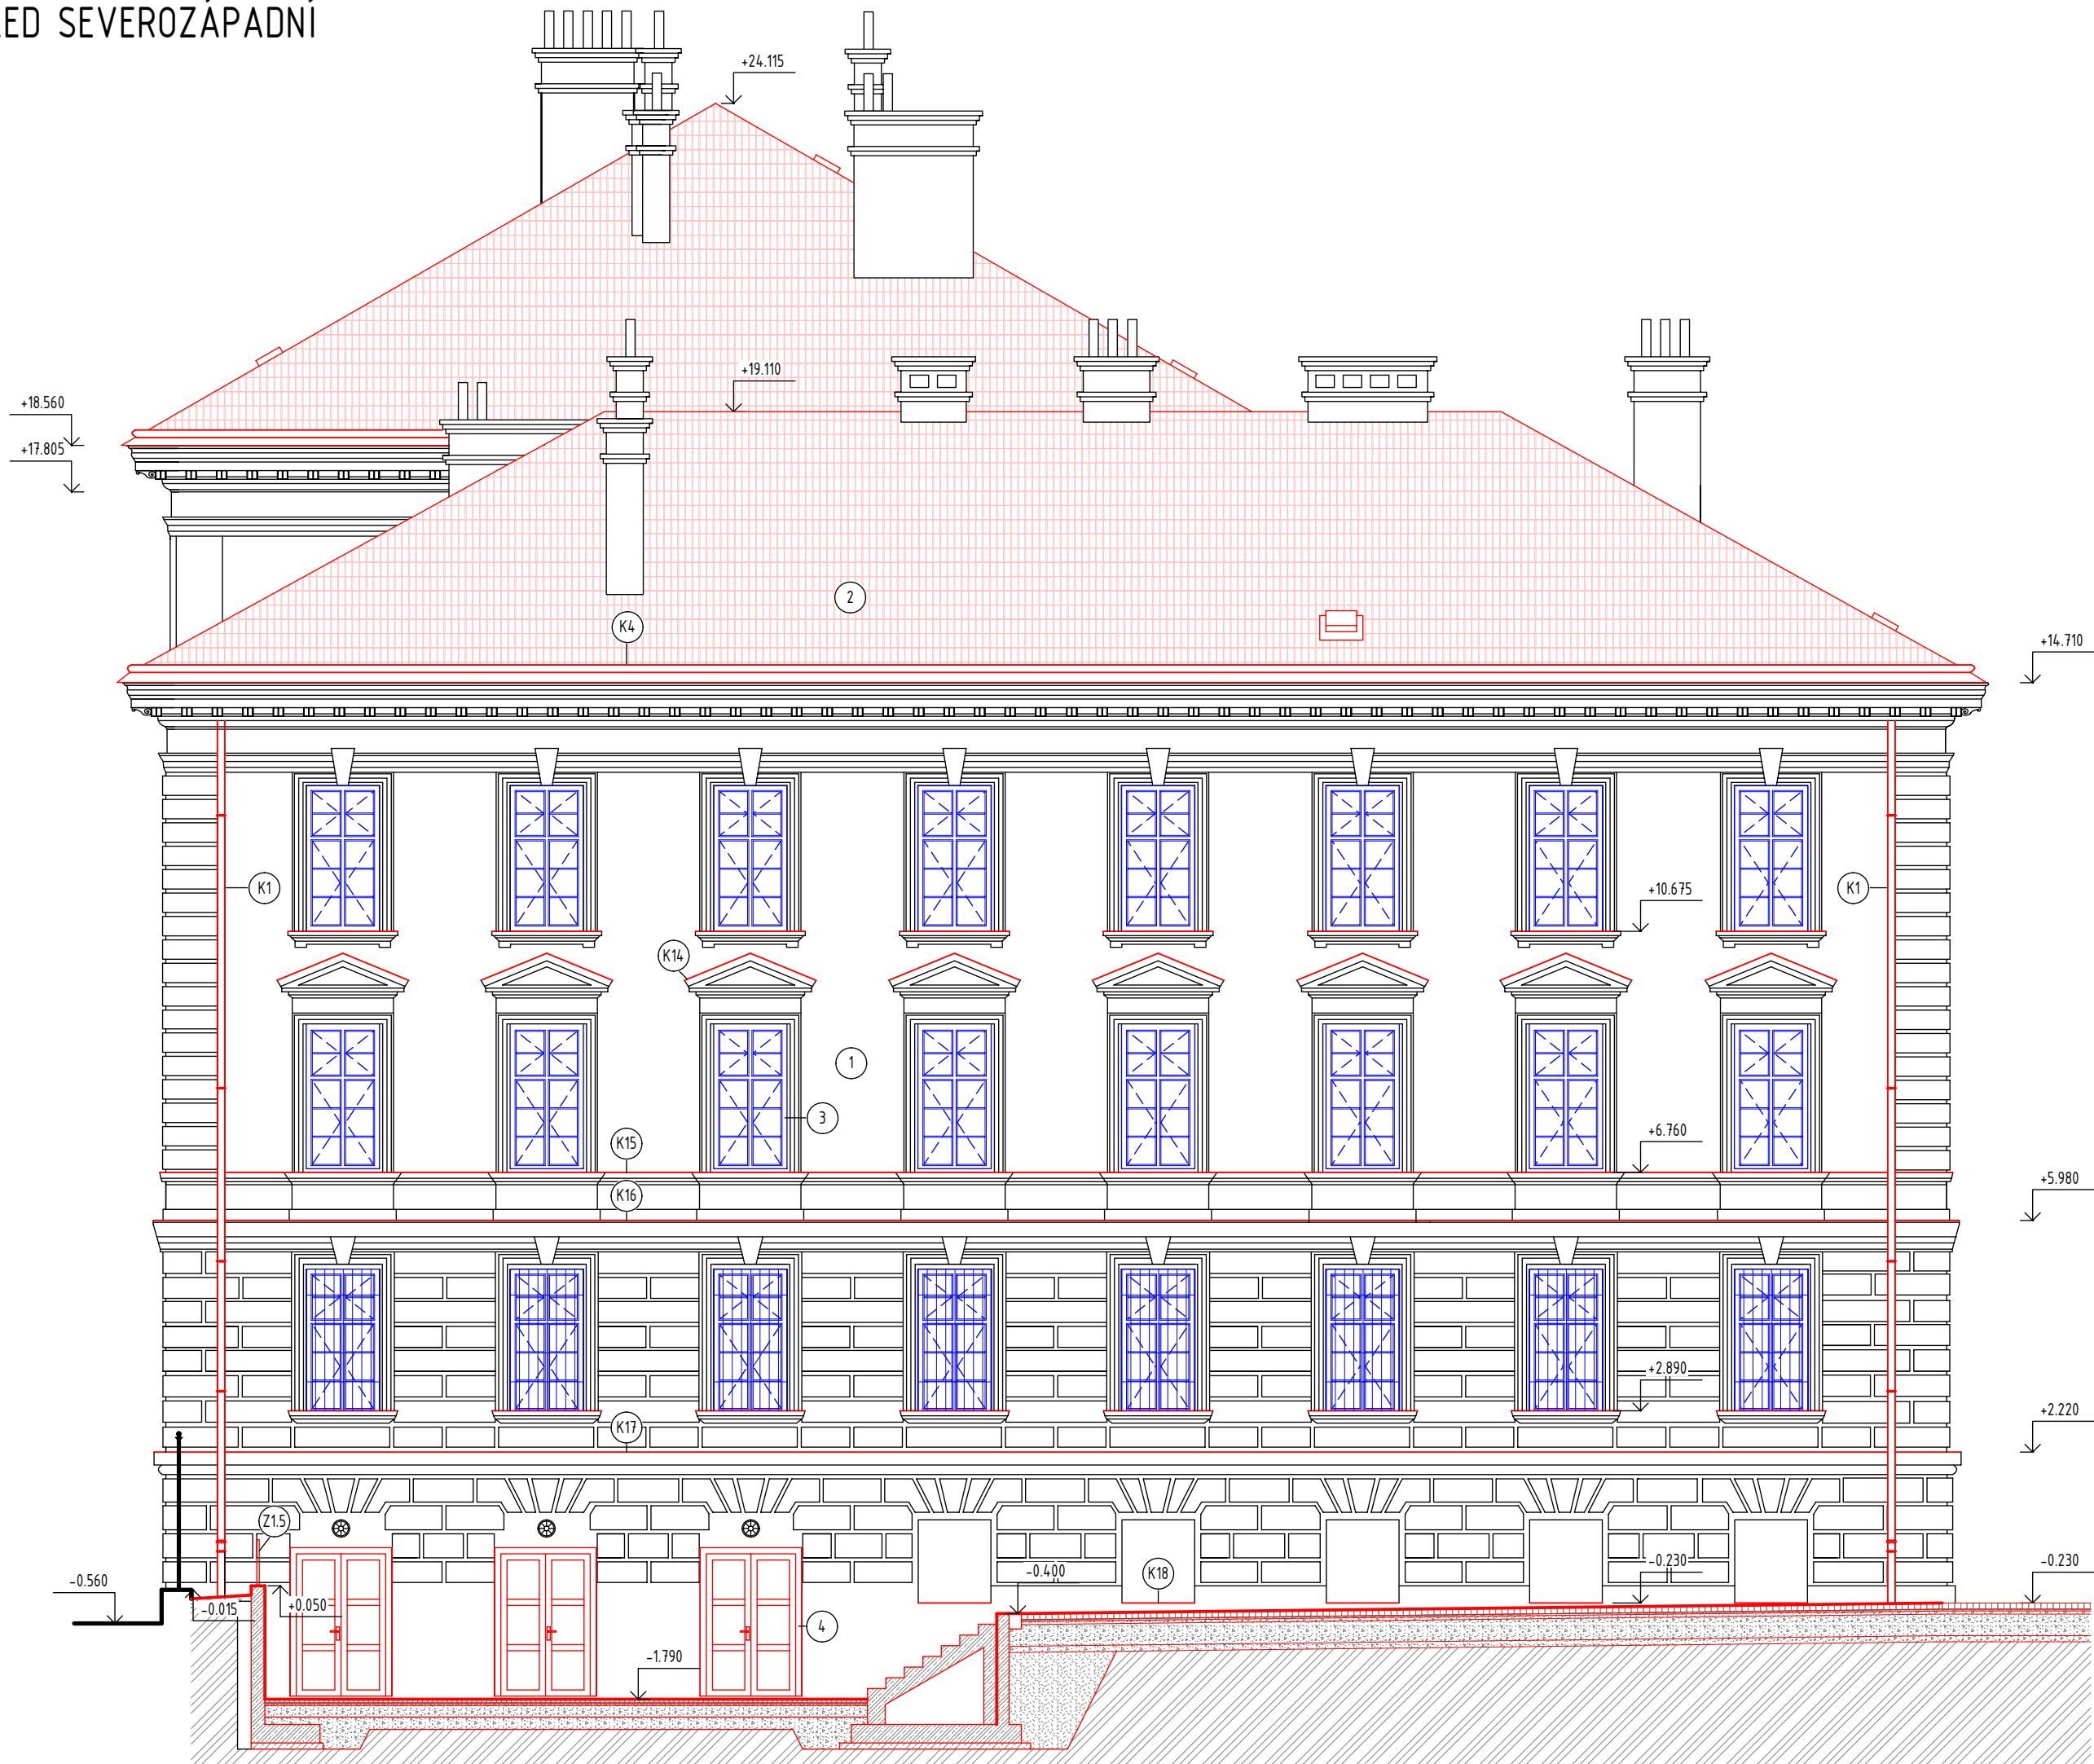 ED SEVEROZÁPADNÍ
+24.115
+19.110
+18.560
+17.805
2
K4
+14.710
K1
K1
+10.675
K14
1
3
K15
+6.760
K16
+5.980
+2.890
K17
+2.220
Z1.5
-0.560
-0.015
+0.050
-0.400
K18
-0.230
-0.230
4
-1.790